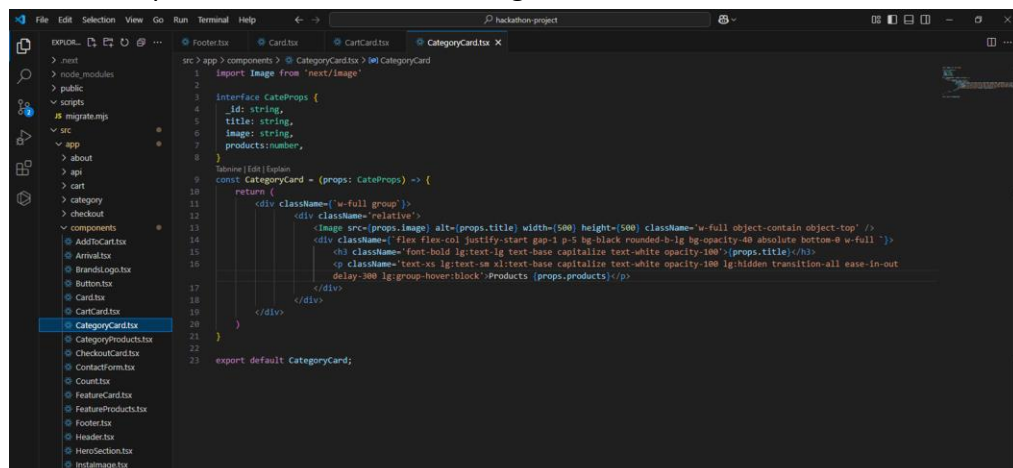 File Edit Selection View Go Run Terminal Help
hackathon-project
EXPLOR...
Footer.tsx Card.tsx CartCard.tsx CategoryCard.tsx
src > app > components > CategoryCard.tsx > CategoryCard
.next
node_modules
public
scripts
JS migrate.mjs
src
app
about
api
cart
category
checkout
components
AddToCart.tsx
Arrival.tsx
BrandsLogo.tsx
Button.tsx
Card.tsx
CartCard.tsx
CategoryCard.tsx
CategoryProducts.tsx
CheckoutCard.tsx
ContactForm.tsx
Count.tsx
FeatureCard.tsx
FeatureProducts.tsx
Footer.tsx
Header.tsx
HeroSection.tsx
InstaImage.tsx
2
1 import Image from 'next/image'
2
3 interface CateProps {
4 _id: string,
5 title: string,
6 image: string,
7 products:number,
8 }
Tabnine | Edit | Explain
9 const CategoryCard = (props: CateProps) => {
10 return (
11 <div className={`w-full group`}>
12 <div className='relative'>
13 <Image src={props.image} alt={props.title} width={500} height={500} className='w-full object-contain object-top' />
14 <div className={`flex flex-col justify-start gap-1 p-5 bg-black rounded-b-lg bg-opacity-40 absolute bottom-0 w-full `}>
15 <h3 className='font-bold lg:text-lg text-base capitalize text-white opacity-100'>{props.title}</h3>
16 <p className='text-xs lg:text-sm xl:text-base capitalize text-white opacity-100 lg:hidden transition-all ease-in-out
delay-300 lg:group-hover:block'>Products {props.products}</p>
17 </div>
18 </div>
19 </div>
20 )
21 }
22
23 export default CategoryCard;